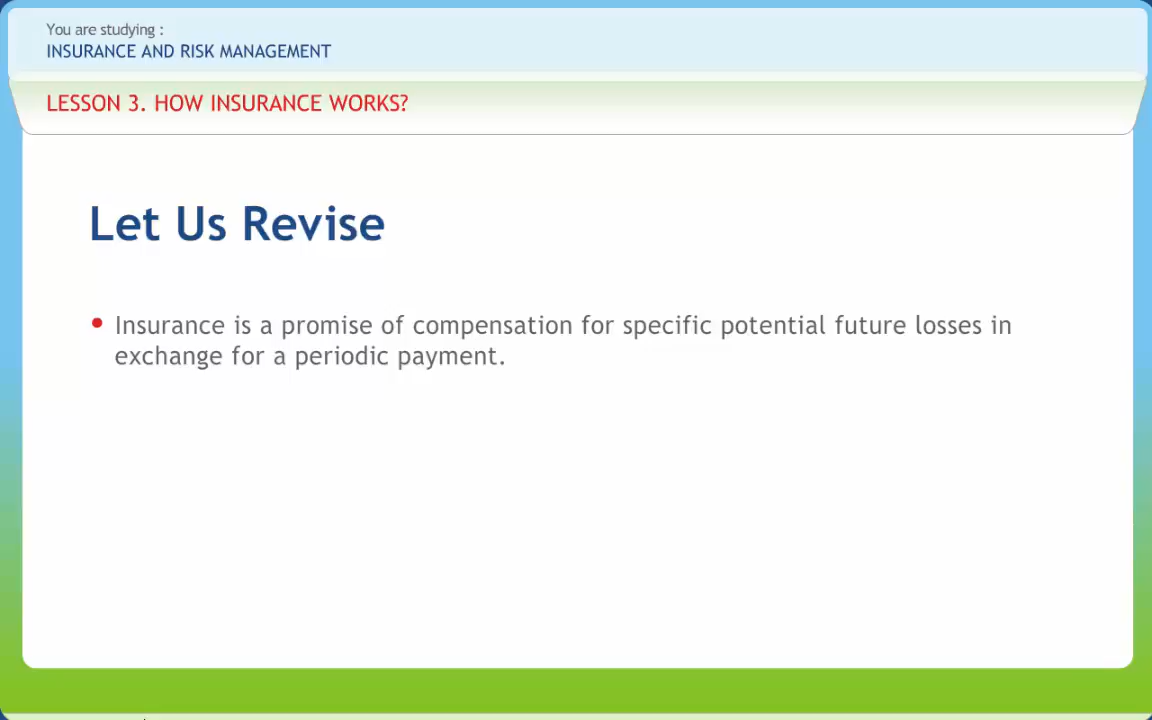 You are studying :
INSURANCE AND RISK MANAGEMENT
LESSON 3. HOW INSURANCE WORKS?
Let Us Revise
• Insurance is a promise of compensation for specific potential future losses in
exchange for a periodic payment.